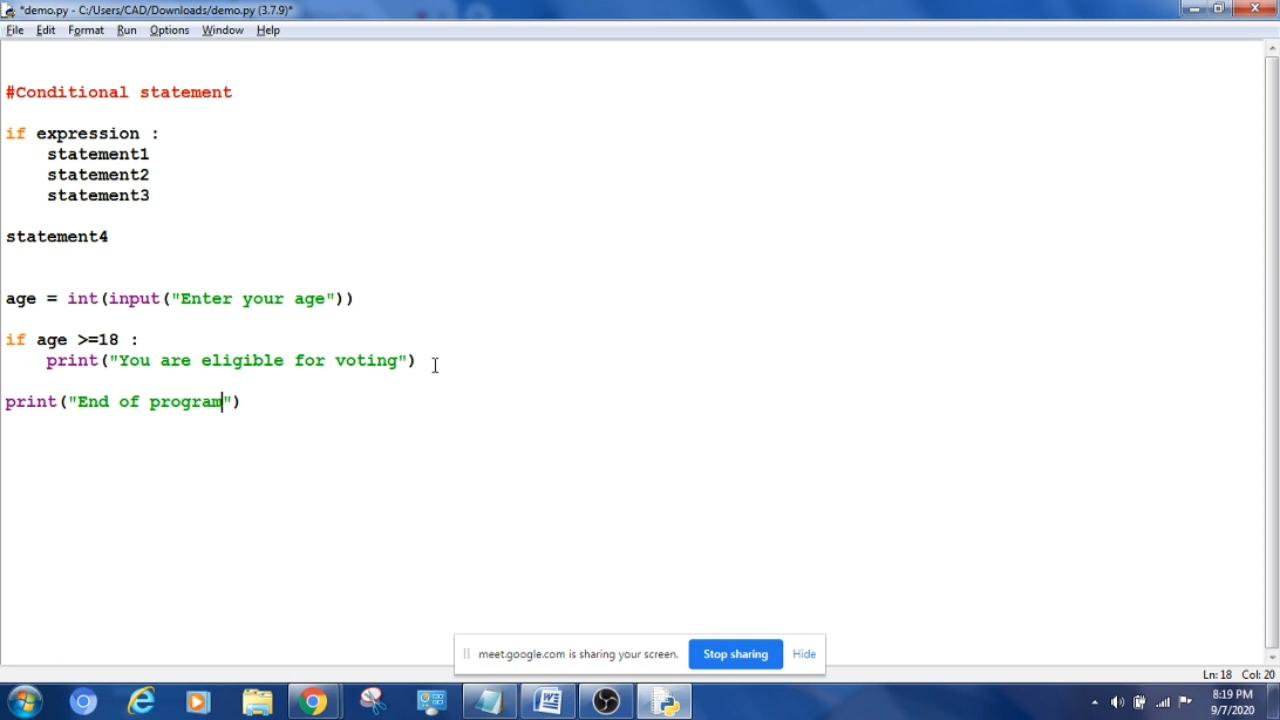 *demo.py - C:/Users/CAD/Downloads/demo.py (3.7.9)*
File Edit Format Run Options Window Help
#Conditional statement
if expression :
    statement1
    statement2
    statement3
statement4
age = int(input("Enter your age"))
if age >=18 :
    print("You are eligible for voting")
print("End of program")
meet.google.com is sharing your screen. Stop sharing Hide
Ln: 18 Col: 20
8:19 PM
9/7/2020